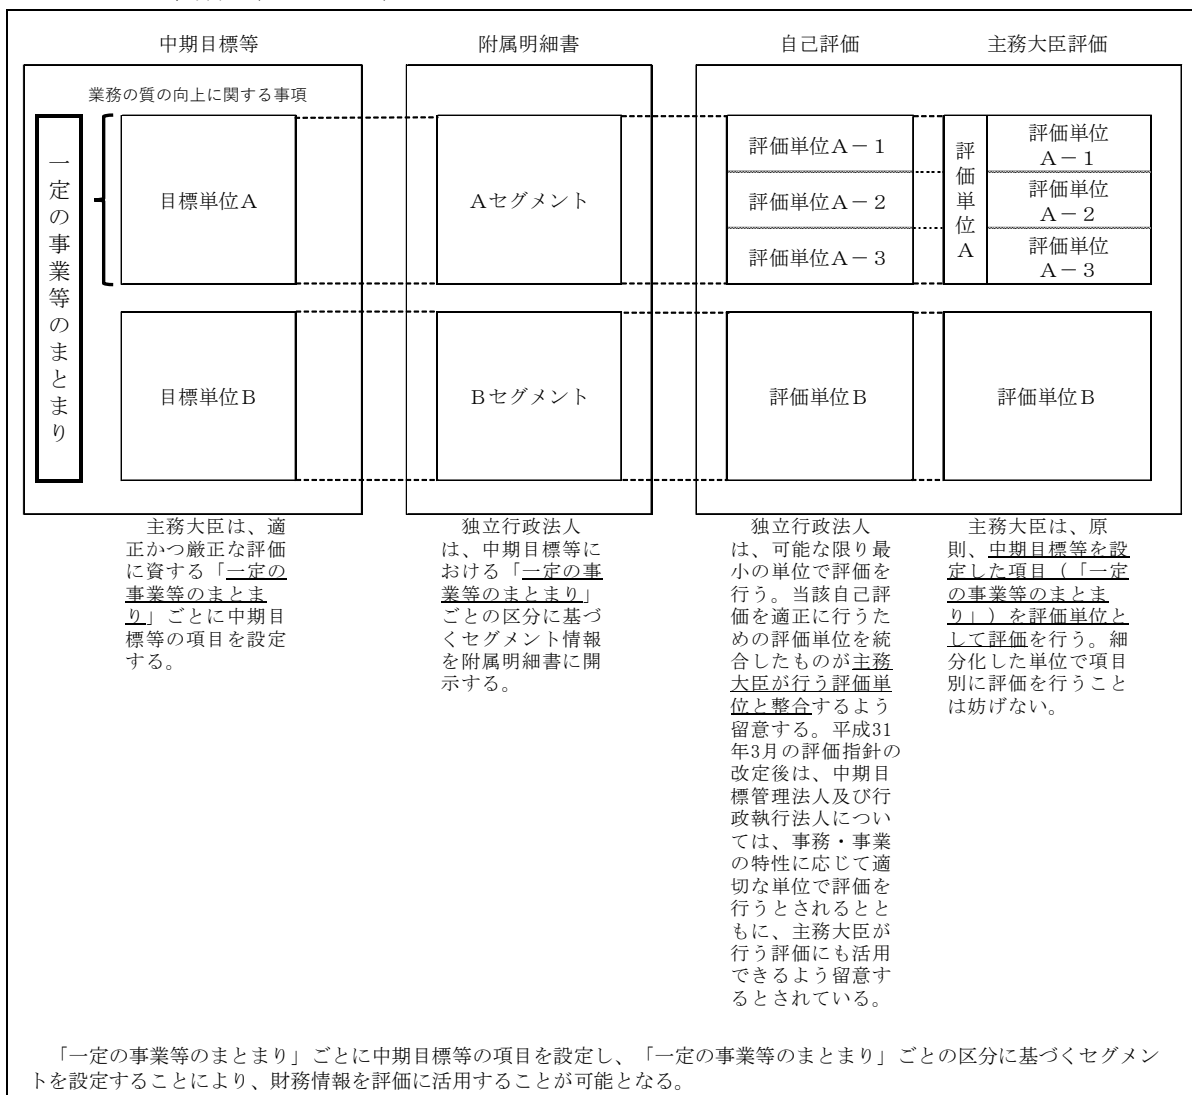 中期目標等
附属明細書
自己評価
主務大臣評価
業務の質の向上に関する事項
一定の事業等のまとまり
目標単位A
Aセグメント
評価単位A-1
評価単位A-2
評価単位A-3
評価単位A
評価単位
A-1
評価単位
A-2
評価単位
A-3
目標単位B
Bセグメント
評価単位B
評価単位B
主務大臣は、適
正かつ厳正な評価
に資する「一定の
事業等のまとま
り」ごとに中期目
標等の項目を設定
する。
独立行政法人
は、中期目標等に
おける「一定の事
業等のまとまり」
ごとの区分に基づ
くセグメント情報
を附属明細書に開
示する。
独立行政法人
は、可能な限り最
小の単位で評価を
行う。当該自己評
価を適正に行うた
めの評価単位を統
合したものが主務
大臣が行う評価単
位と整合するよう
留意する。平成31
年3月の評価指針の
改定後は、中期目
標管理法人及び行
政執行法人につい
ては、事務・事業
の特性に応じて適
切な単位で評価を
行うとされるとと
もに、主務大臣が
行う評価にも活用
できるよう留意す
るとされている。
主務大臣は、原
則、中期目標等を設
定した項目(「一定
の事業等のまとま
り」)を評価単位と
して評価を行う。細
分化した単位で項目
別に評価を行うこと
は妨げない。
「一定の事業等のまとまり」ごとに中期目標等の項目を設定し、「一定の事業等のまとまり」ごとの区分に基づくセグメン
トを設定することにより、財務情報を評価に活用することが可能となる。